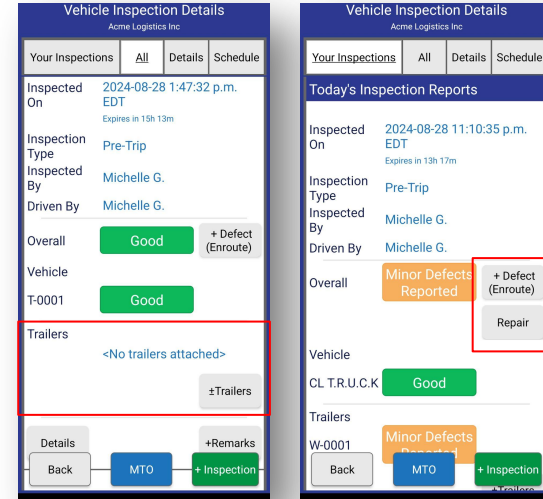 Vehicle Inspection Details
Acme Logistics Inc
Your Inspections All Details Schedule
Inspected On
2024-08-28 1:47:32 p.m. EDT
Expires in 15h 13m
Inspection Type
Pre-Trip
Inspected By
Michelle G.
Driven By
Michelle G.
Overall
Good
+ Defect (Enroute)
Vehicle
T-0001
Good
Trailers
<No trailers attached>
±Trailers
Details
+Remarks
Back
MTO
+ Inspection
Vehicle Inspection Details
Acme Logistics Inc
Your Inspections All Details Schedule
Today's Inspection Reports
Inspected On
2024-08-28 11:10:35 p.m. EDT
Expires in 13h 17m
Inspection Type
Pre-Trip
Inspected By
Michelle G.
Driven By
Michelle G.
Overall
Minor Defects Reported
+ Defect (Enroute)
Repair
Vehicle
CL T.R.U.C.K
Good
Trailers
W-0001
Minor Defects Reported
Back
MTO
+ Inspection
±Trailers